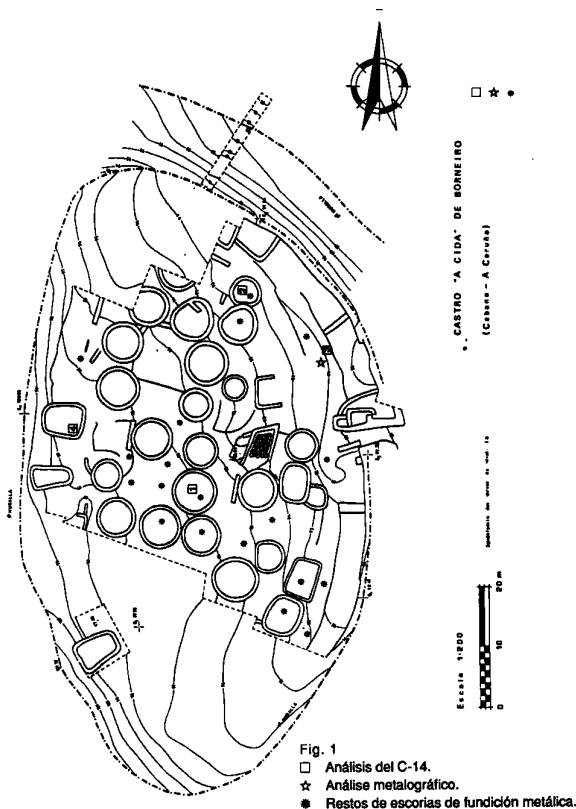 CASTRO "A CIDA" DE BORNEIRO
(Cabana – A Coruña)
Escala 1:200
0 10 20 m
Fig. 1
Análisis del C-14.
Análise metalográfico.
Restos de escorias de fundición metálica.